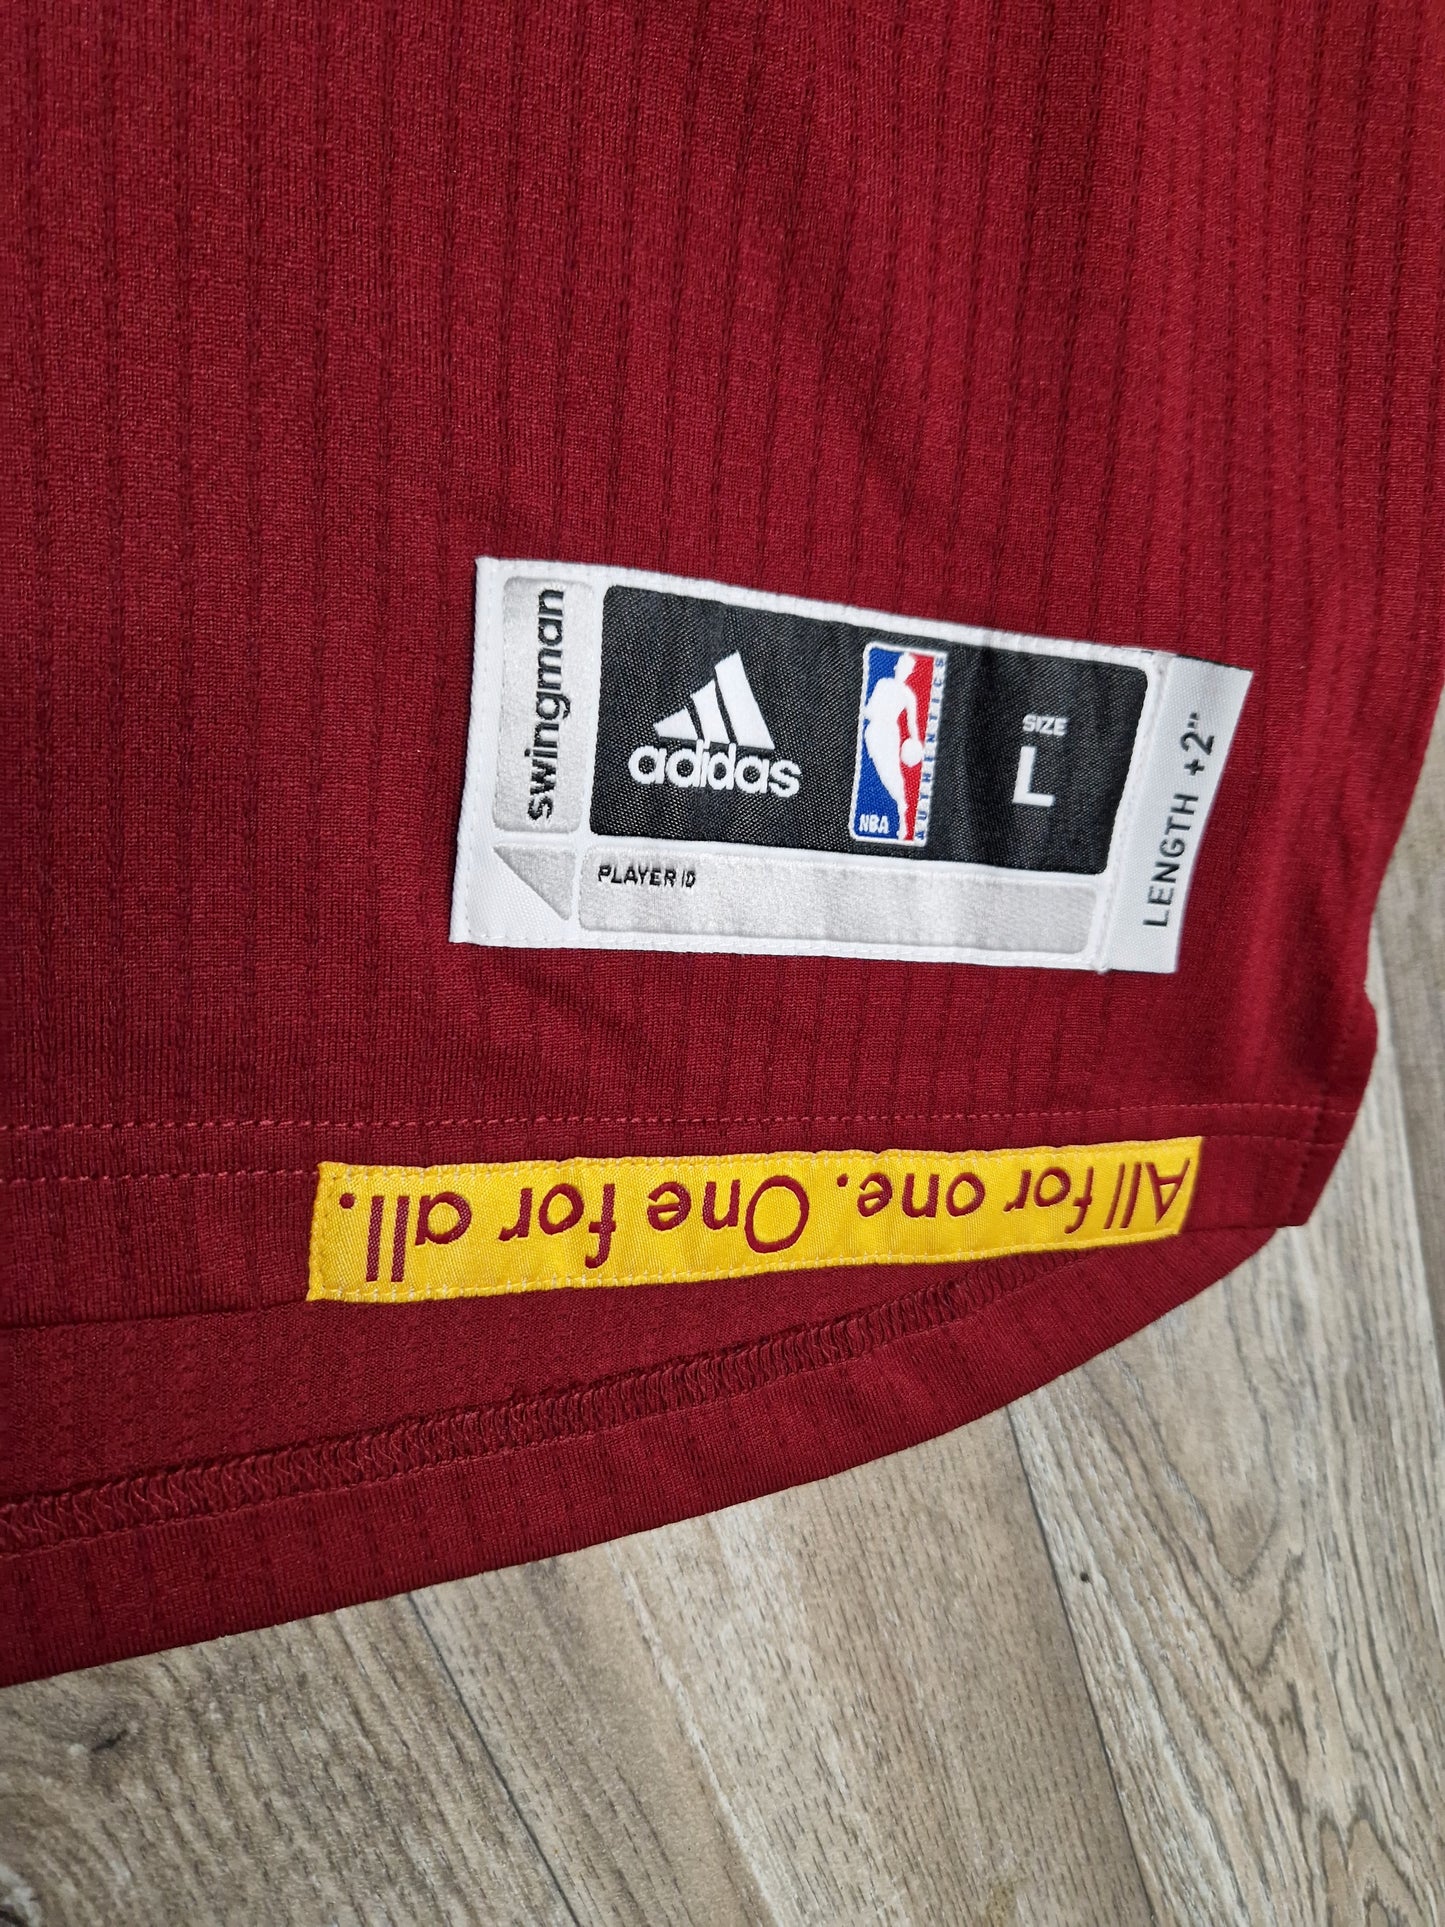 swingman
adidas
NBA
AUTHENTICS
SIZE
L
LENGTH +2"
PLAYER ID
All for one. One for all.